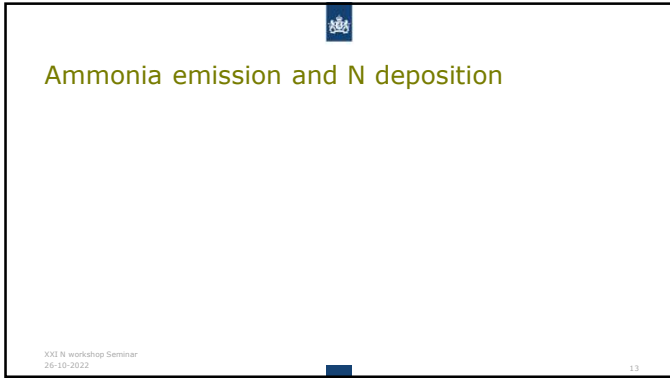 Ammonia emission and N deposition
XXI N workshop Seminar
26-10-2022
13